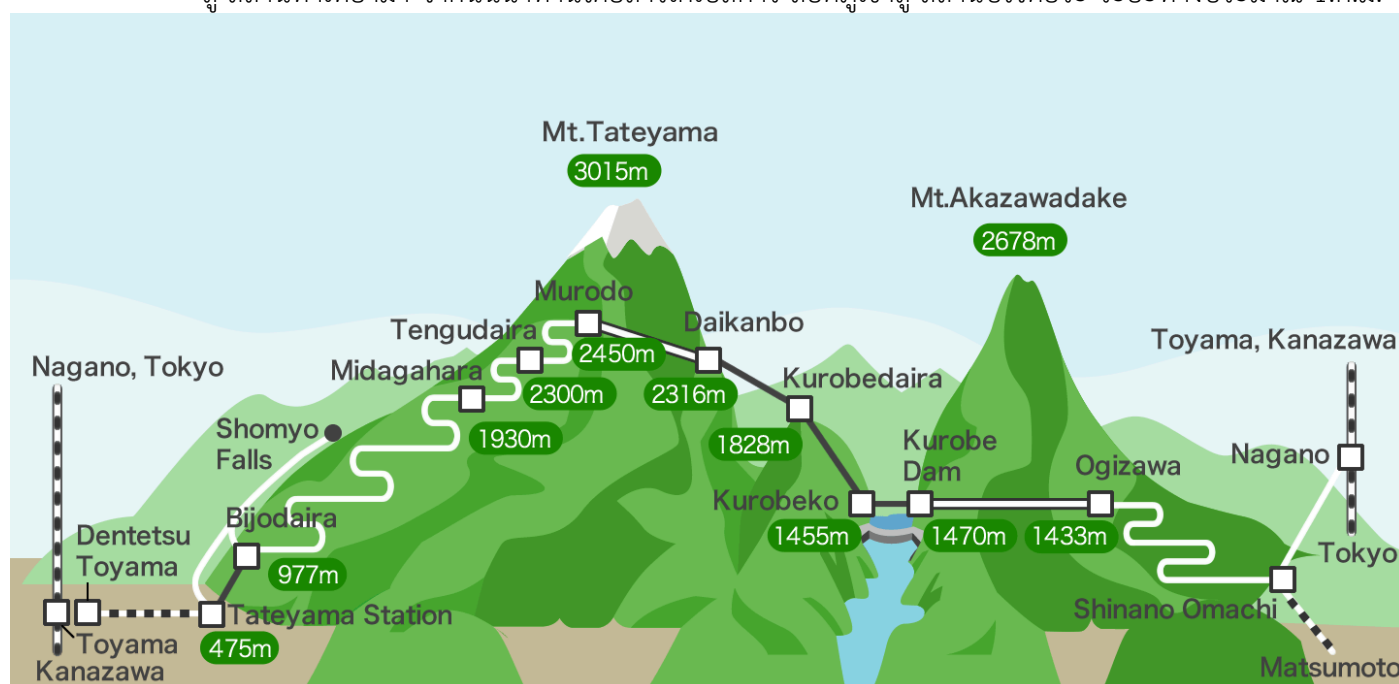 Mt.Tateyama
3015m
Mt.Akazawadake
2678m
Murodo
2450m
Tengudaira
2300m
Daikanbo
2316m
Midagahara
1930m
Kurobedaira
1828m
Nagano, Tokyo
Toyama, Kanazawa
Shomyo
Falls
Kurobe
Dam
1470m
Ogizawa
1433m
Nagano
Kurobeko
1455m
Bijodaira
977m
Dentetsu
Toyama
Tokyo
Tateyama Station
475m
Shinano Omachi
Toyama
Kanazawa
Matsumoto